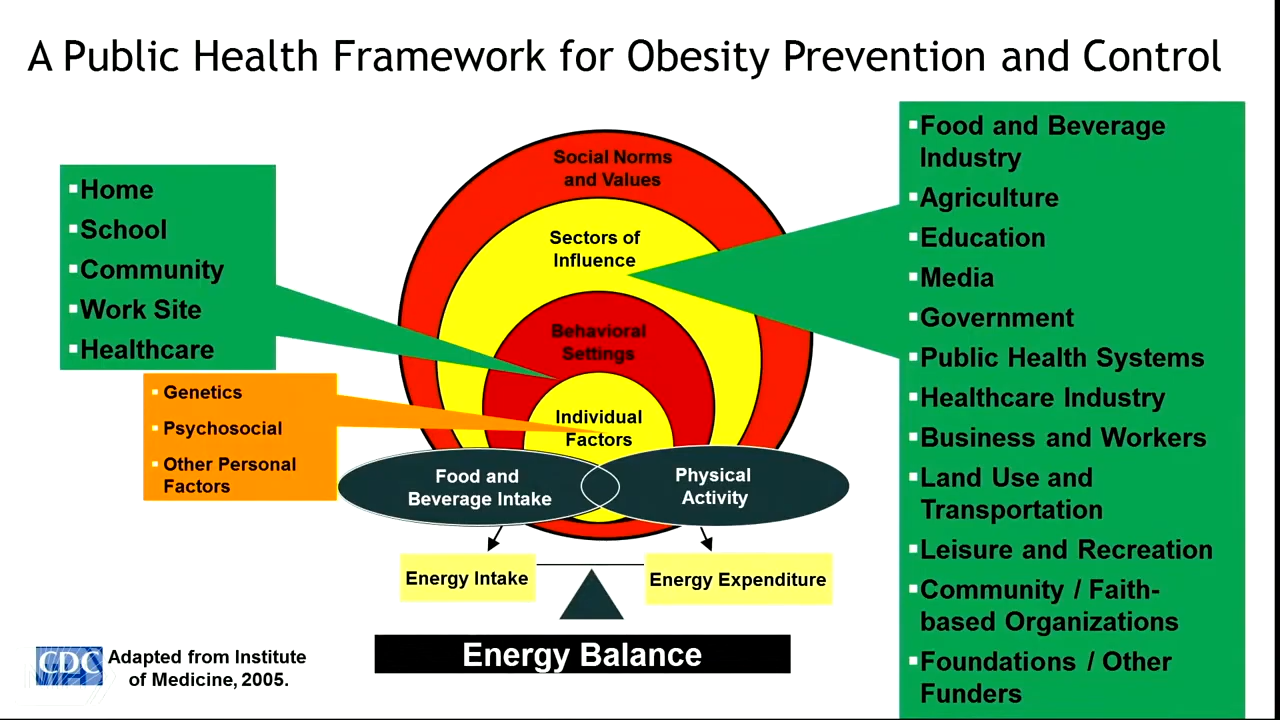 A Public Health Framework for Obesity Prevention and Control
▪Home
▪School
▪Community
▪Work Site
▪Healthcare
▪ Genetics
▪ Psychosocial
▪ Other Personal
Factors
Social Norms
and Values
Sectors of
Influence
Behavioral
Settings
Individual
Factors
Food and
Beverage Intake
Physical
Activity
Energy Intake
Energy Expenditure
Energy Balance
▪Food and Beverage
Industry
▪Agriculture
▪Education
▪Media
▪Government
▪Public Health Systems
▪Healthcare Industry
▪Business and Workers
▪Land Use and
Transportation
▪Leisure and Recreation
▪Community / Faith-
based Organizations
▪Foundations / Other
Funders
CDC
Adapted from Institute
of Medicine, 2005.